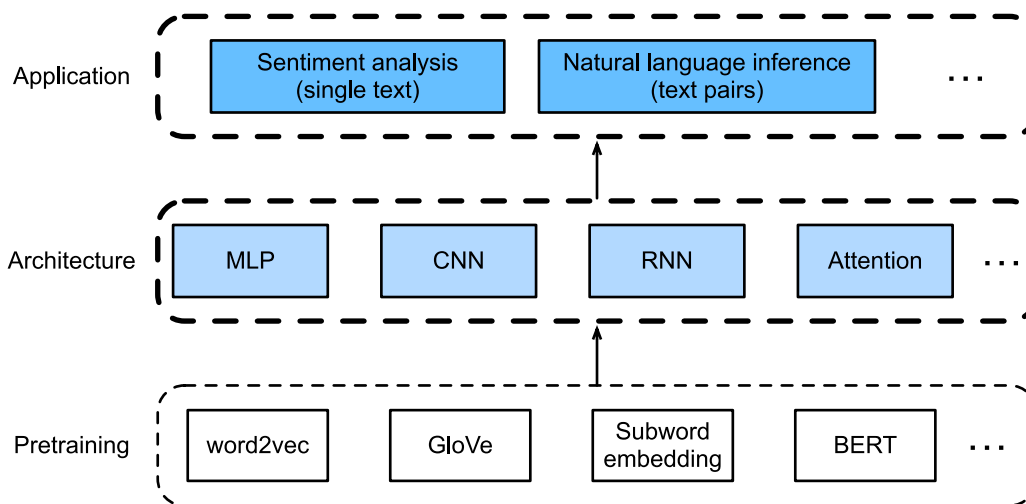 Application
Sentiment analysis
(single text)
Natural language inference
(text pairs)
...
Architecture
MLP
CNN
RNN
Attention
...
Pretraining
word2vec
GloVe
Subword
embedding
BERT
...